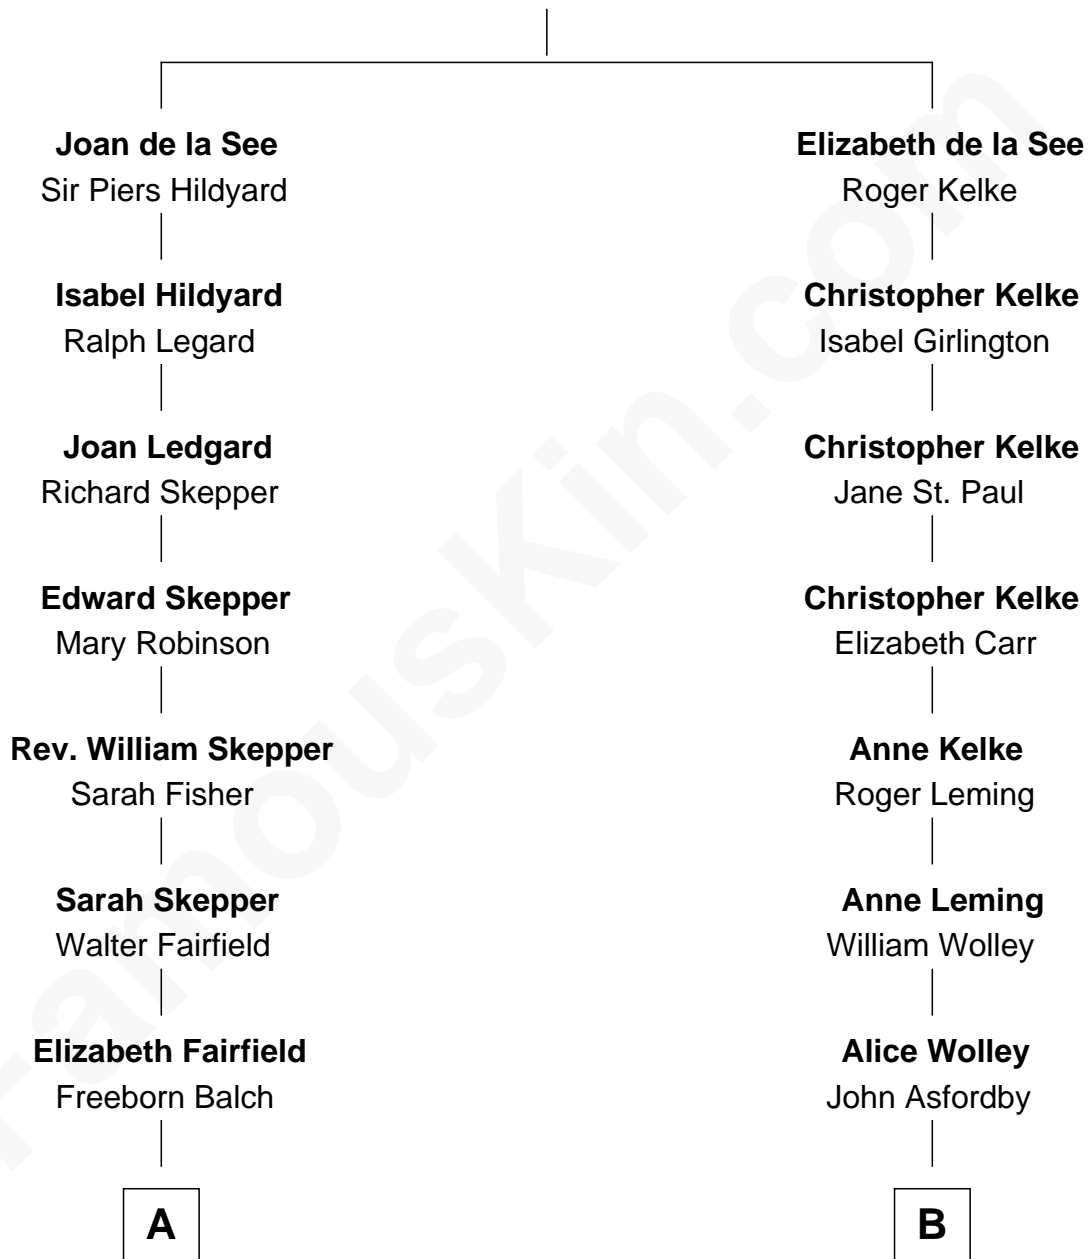 Joan de la See
Sir Piers Hildyard
Elizabeth de la See
Roger Kelke
Isabel Hildyard
Ralph Legard
Christopher Kelke
Isabel Girlington
Joan Ledgard
Richard Skepper
Christopher Kelke
Jane St. Paul
Edward Skepper
Mary Robinson
Christopher Kelke
Elizabeth Carr
Rev. William Skepper
Sarah Fisher
Anne Kelke
Roger Leming
Sarah Skepper
Walter Fairfield
Anne Leming
William Wolley
Elizabeth Fairfield
Freeborn Balch
Alice Wolley
John Asfordby
A
B
FamousKin.com